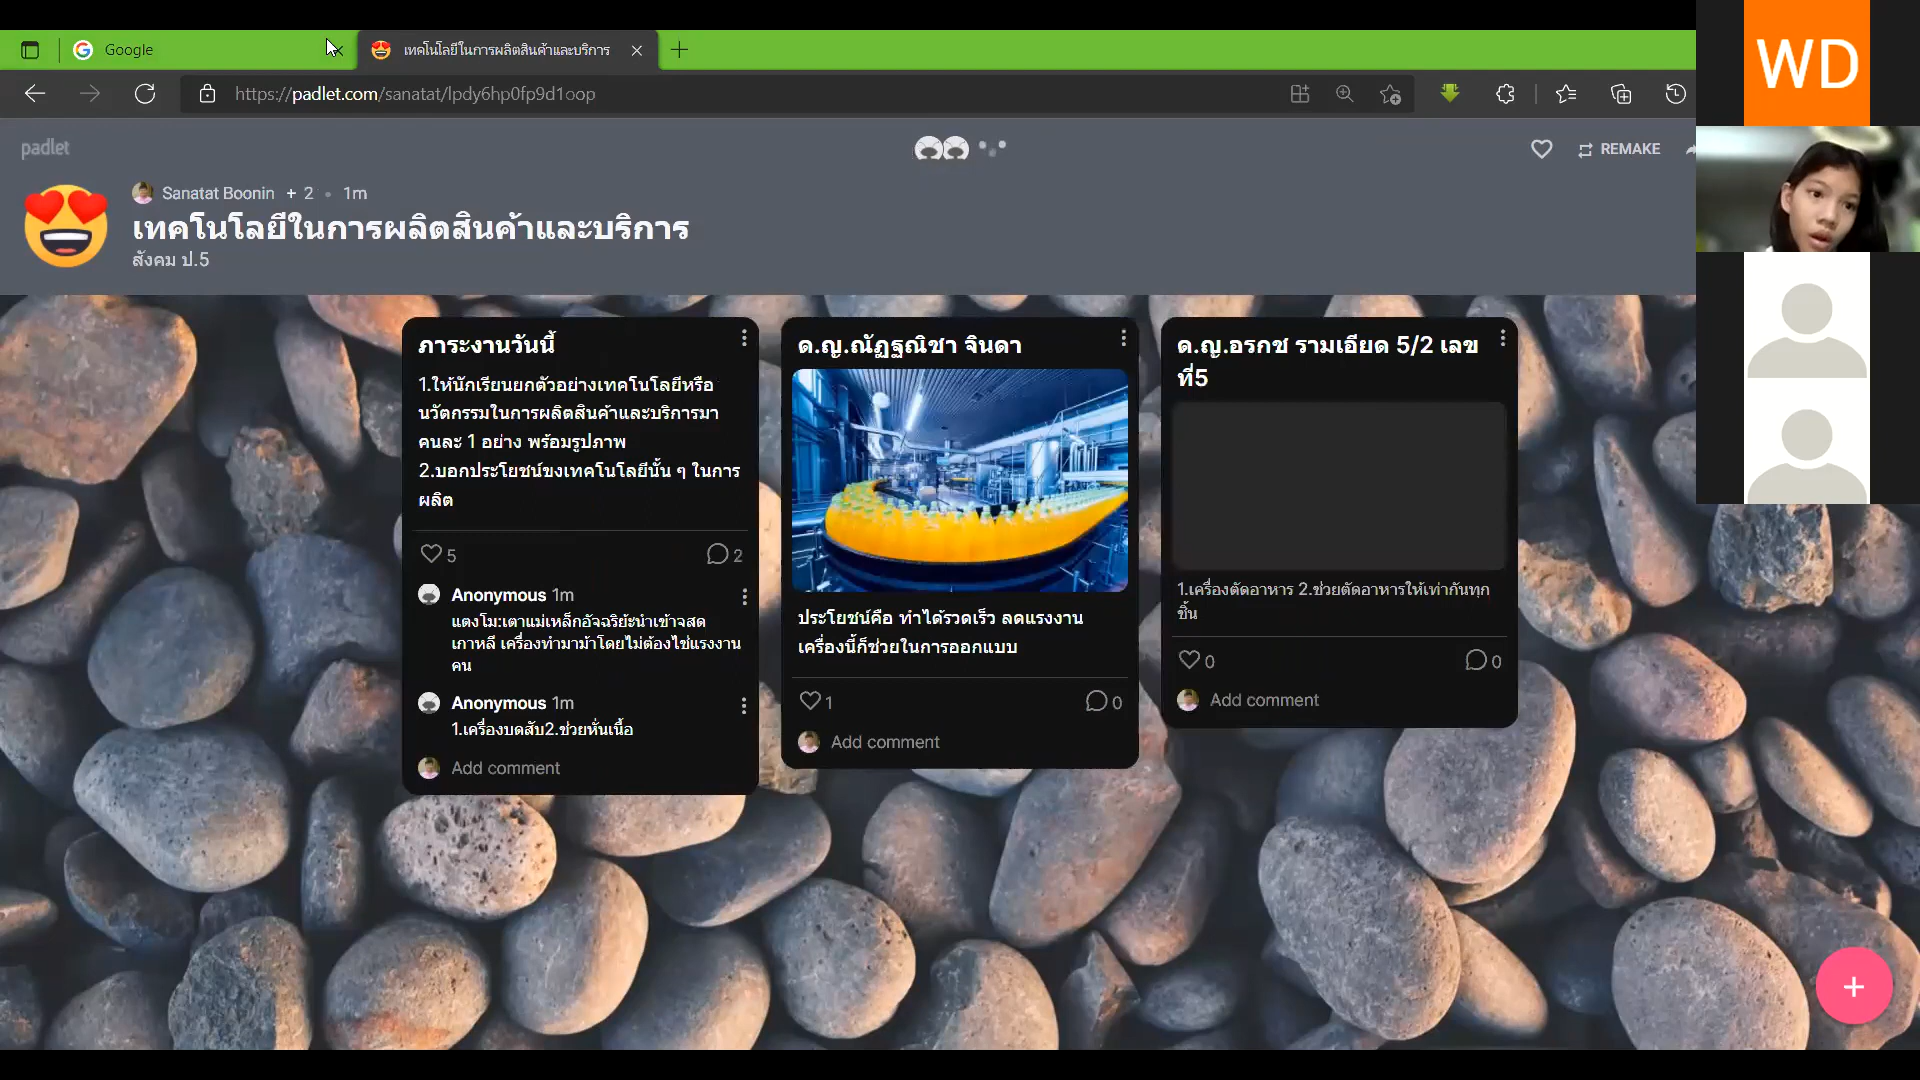 Google
เทคโนโลยีในการผลิตสินค้าและบริการ
https://padlet.com/sanatat/lpdy6hp0fp9d1oop
WD
padlet
REMAKE
Sanatat Boonin + 2 • 1m
เทคโนโลยีในการผลิตสินค้าและบริการ
สังคม ป.5
ภาระงานวันนี้
1.ให้นักเรียนยกตัวอย่างเทคโนโลยีหรือ
นวัตกรรมในการผลิตสินค้าและบริการมา
คนละ 1 อย่าง พร้อมรูปภาพ
2.บอกประโยชน์ขงเทคโนโลยีนั้น ๆ ในการ
ผลิต
5
2
Anonymous 1m
แตงโม:เตาแม่เหล็กอัจฉริย้ะนำเข้าจสด
เกาหลี เครื่องทำมาม้าโดยไม่ต้องไช่แรงงาน
คน
Anonymous 1m
1.เครื่องบดสับ2.ช่วยหั่นเนื้อ
Add comment
ด.ญ.ณัฏฐณิชา จินดา
ประโยชน์คือ ทำได้รวดเร็ว ลดแรงงาน
เครื่องนี้ก็ช่วยในการออกแบบ
1
0
Add comment
ด.ญ.อรกช รามเอียด 5/2 เลข
ที่5
1.เครื่องตัดอาหาร 2.ช่วยตัดอาหารให้เท่ากันทุก
ชิ้น
0
0
Add comment